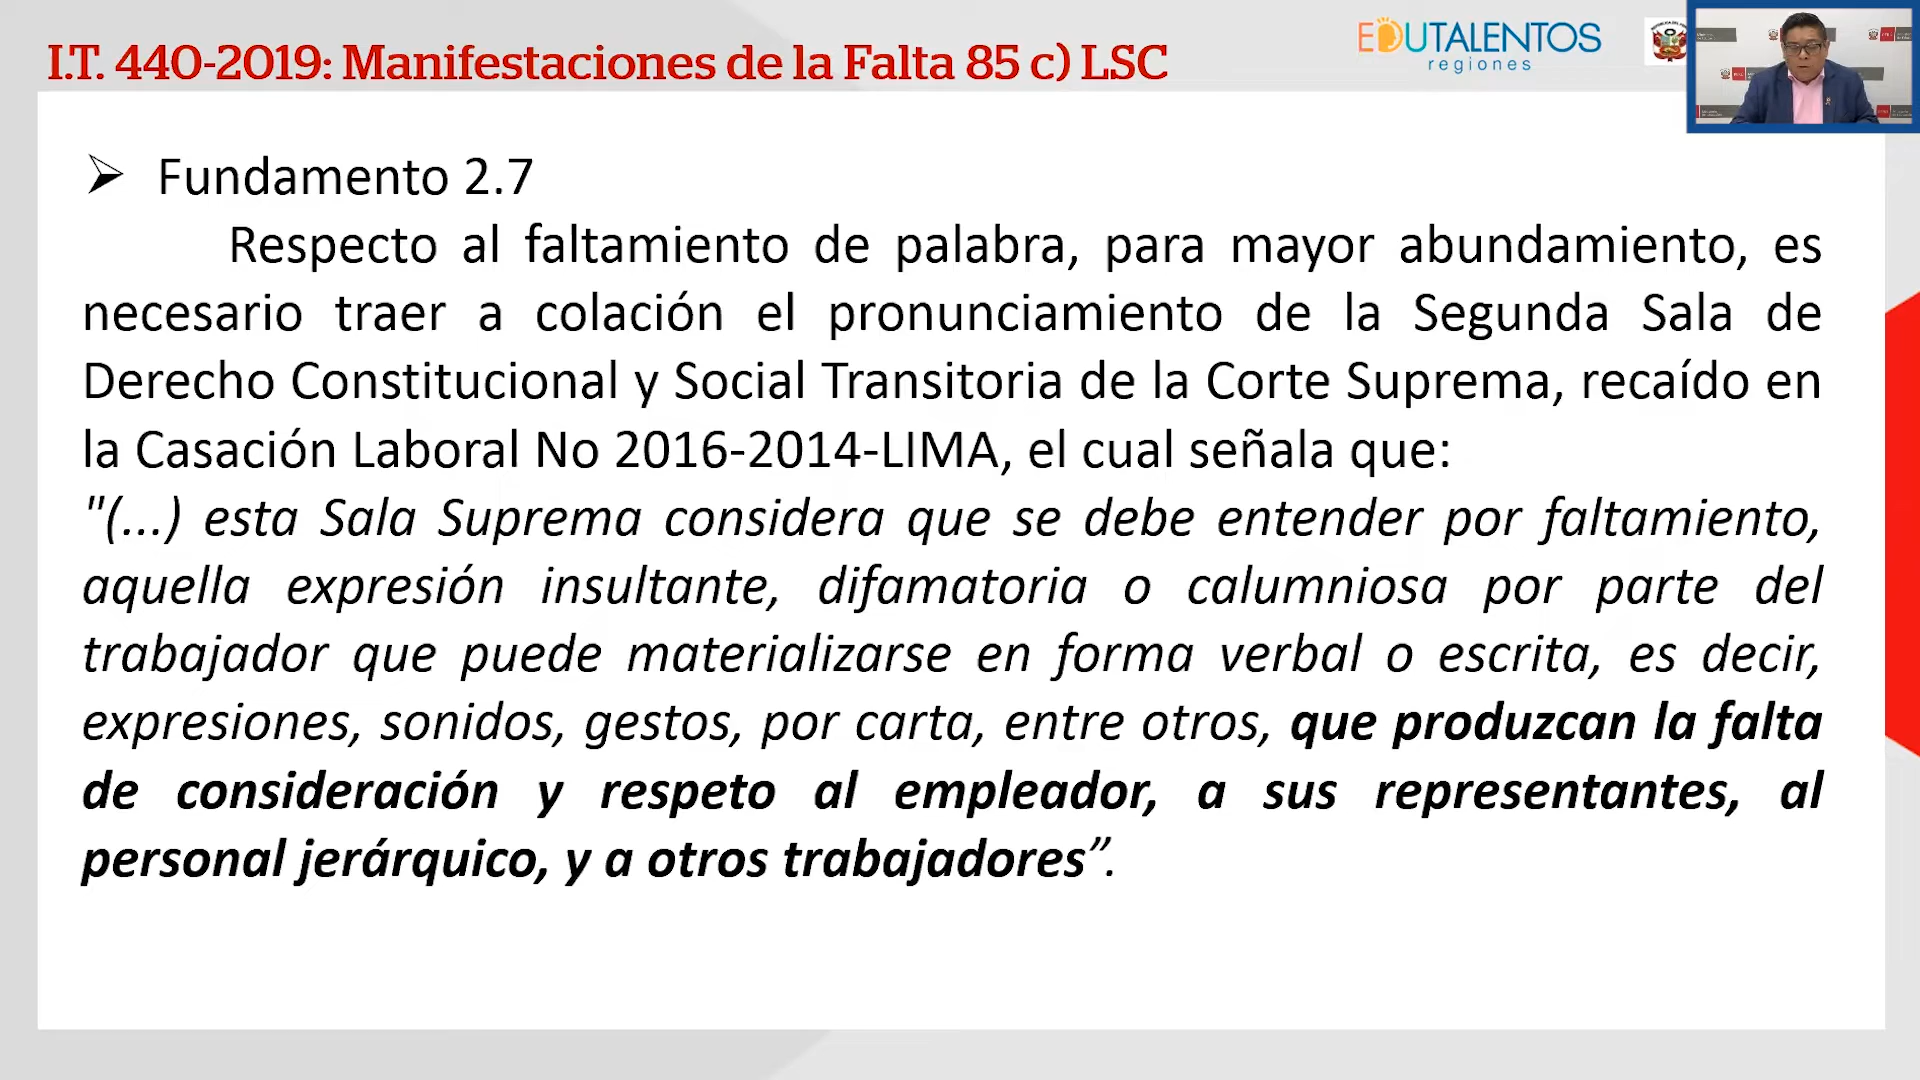 I.T. 440-2019: Manifestaciones de la Falta 85 c) LSC
EDUTALENTOS
regiones
Fundamento 2.7
Respecto al faltamiento de palabra, para mayor abundamiento, es
necesario traer a colación el pronunciamiento de la Segunda Sala de
Derecho Constitucional y Social Transitoria de la Corte Suprema, recaído en
la Casación Laboral No 2016-2014-LIMA, el cual señala que:
"(...) esta Sala Suprema considera que se debe entender por faltamiento,
aquella expresión insultante, difamatoria o calumniosa por parte del
trabajador que puede materializarse en forma verbal o escrita, es decir,
expresiones, sonidos, gestos, por carta, entre otros, que produzcan la falta
de consideración y respeto al empleador, a sus representantes, al
personal jerárquico, y a otros trabajadores”.